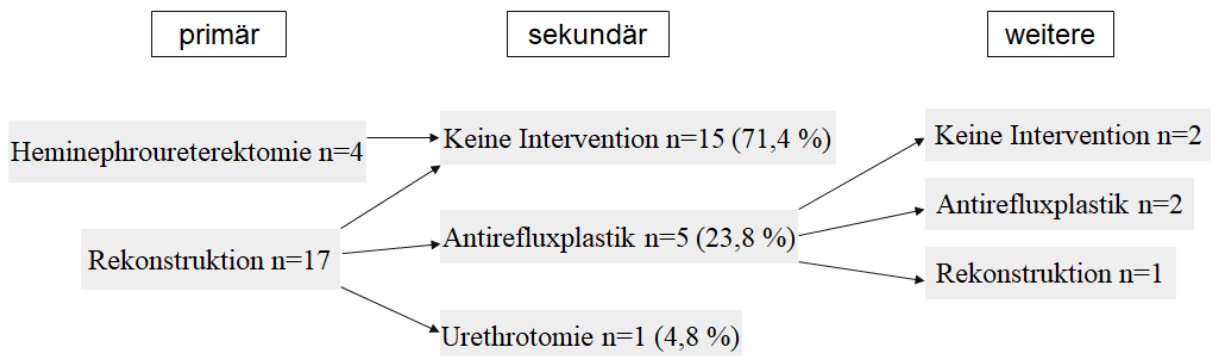 primär
sekundär
weitere
Heminephroureterektomie n=4
Rekonstruktion n=17
Keine Intervention n=15 (71,4 %)
Antirefluxplastik n=5 (23,8 %)
Urethrotomie n=1 (4,8 %)
Keine Intervention n=2
Antirefluxplastik n=2
Rekonstruktion n=1